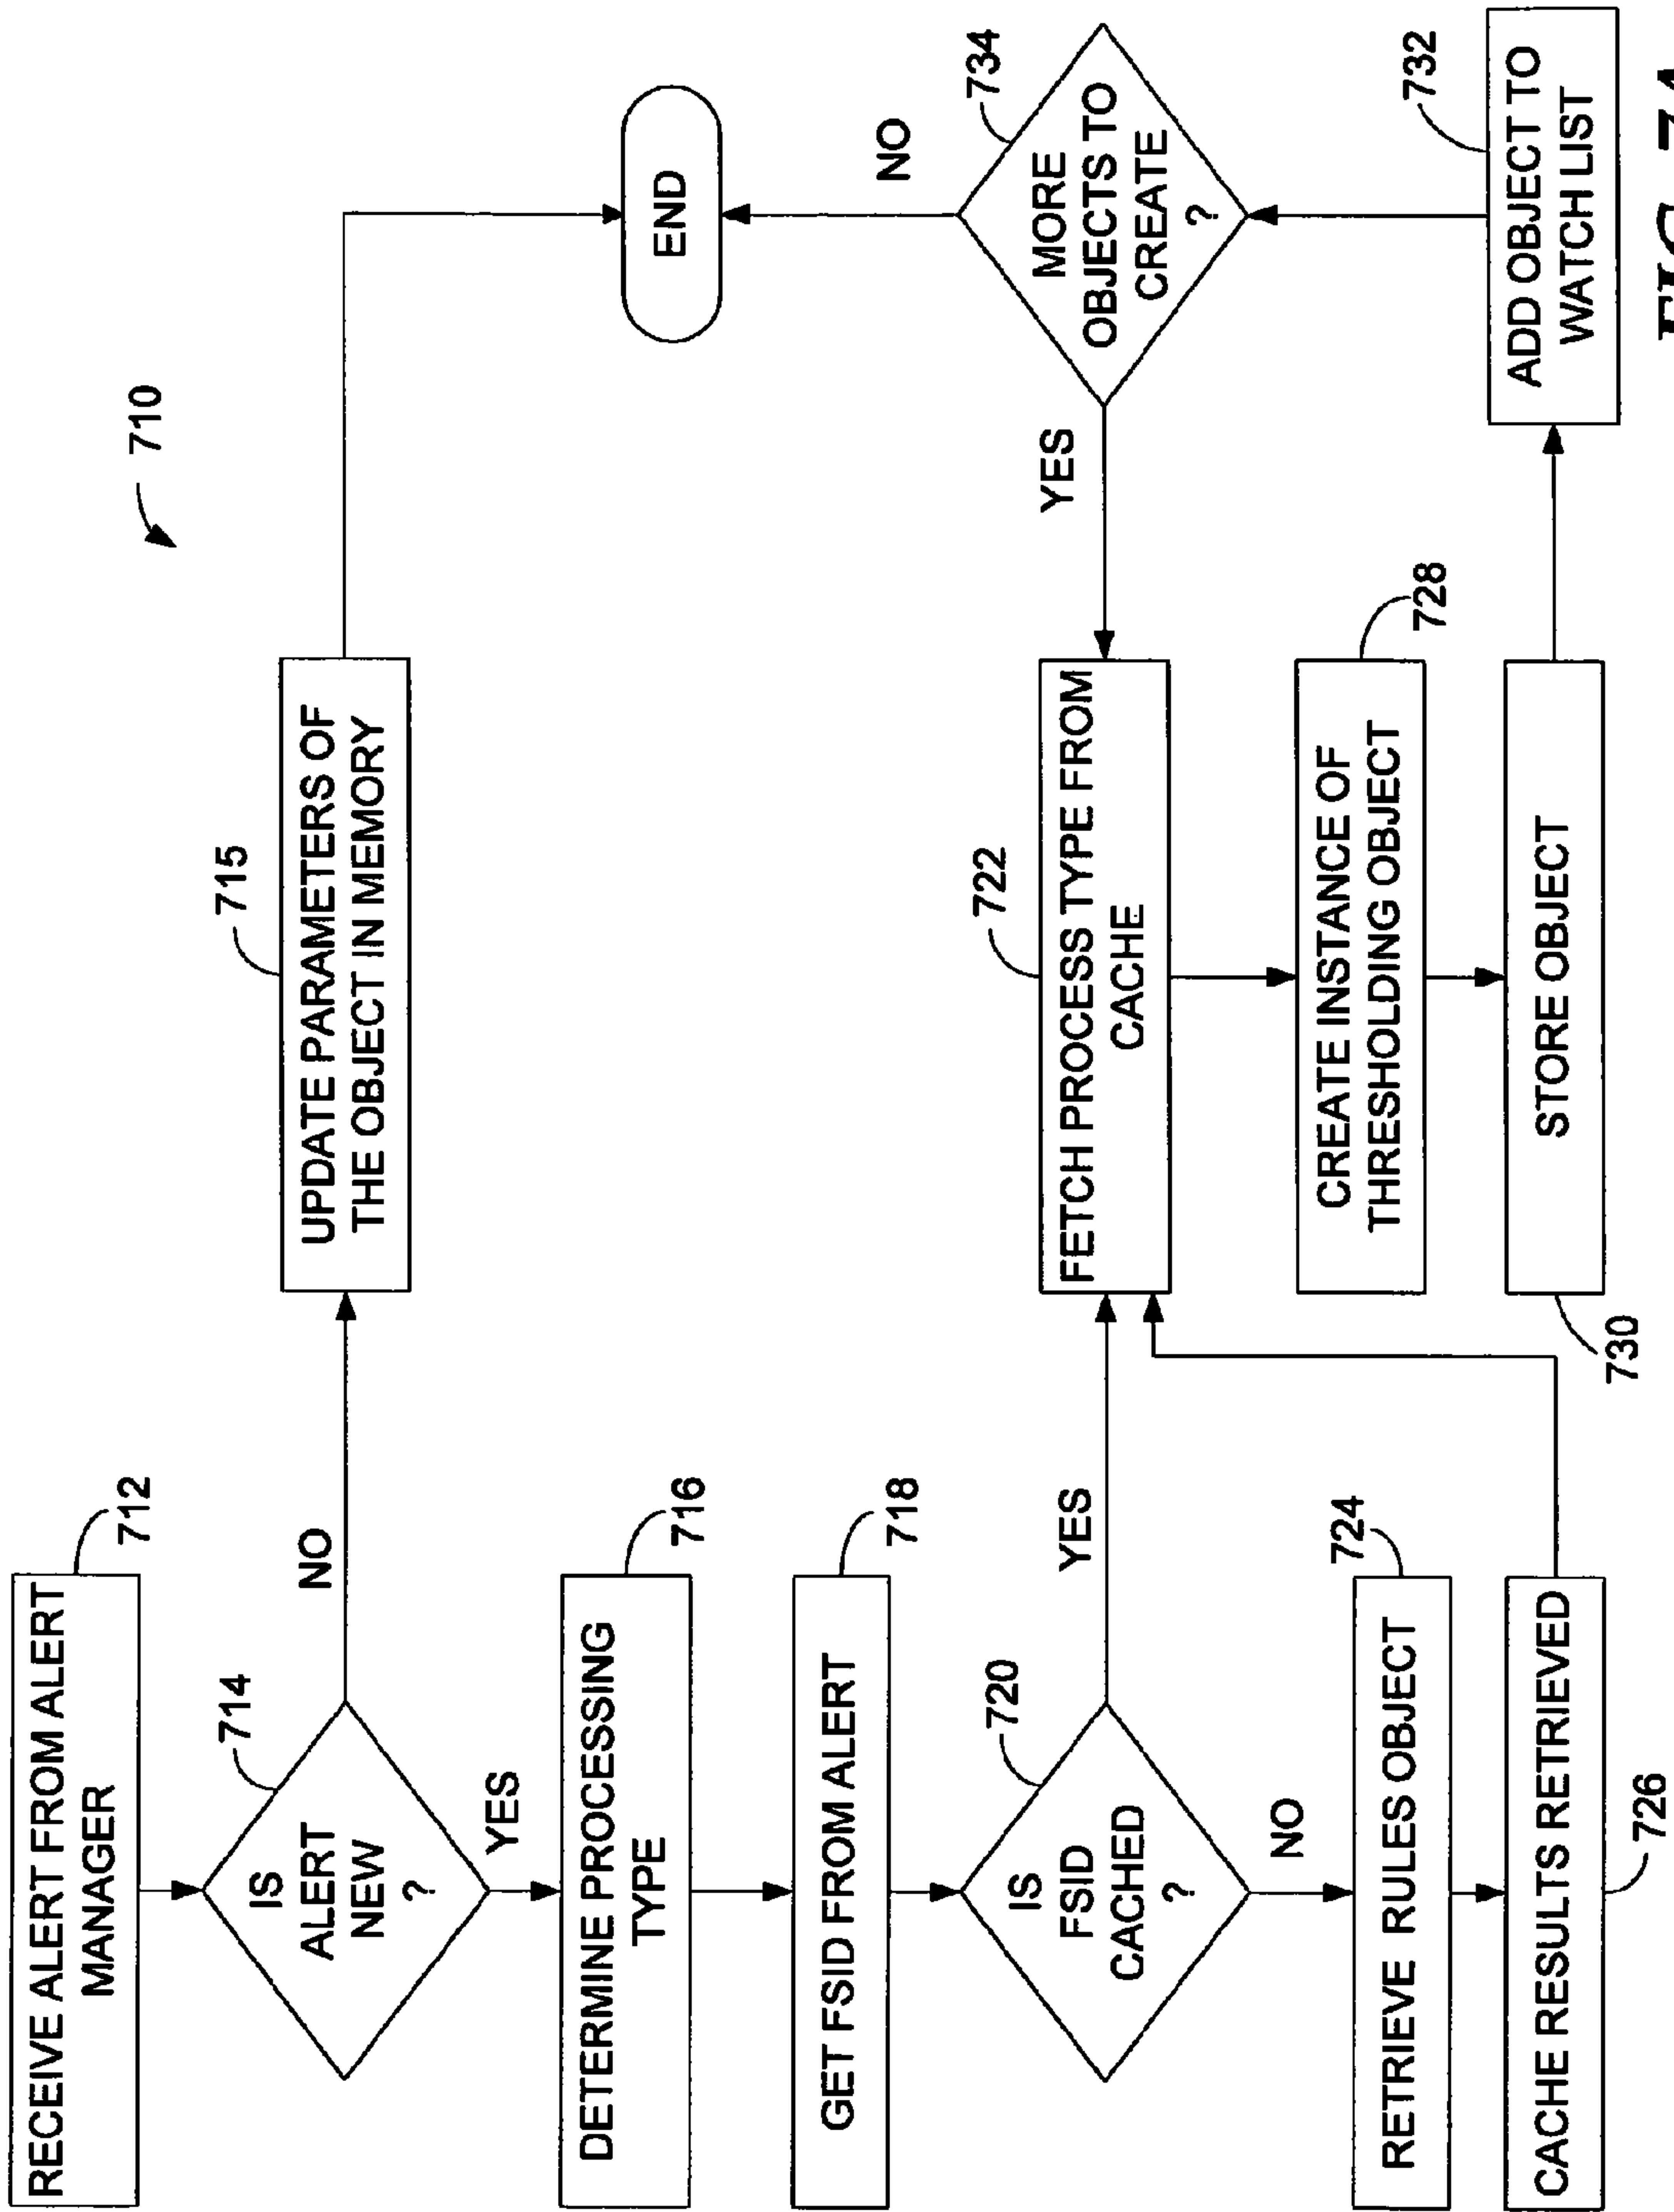 710
RECEIVE ALERT FROM ALERT
MANAGER
712
IS
ALERT
NEW
?
714
NO
UPDATE PARAMETERS OF
THE OBJECT IN MEMORY
715
YES
DETERMINE PROCESSING
TYPE
716
GET FSID FROM ALERT
718
IS
FSID
CACHED
?
720
YES
NO
RETRIEVE RULES OBJECT
724
CACHE RESULTS RETRIEVED
726
FETCH PROCESS TYPE FROM
CACHE
722
CREATE INSTANCE OF
THRESHOLDING OBJECT
728
STORE OBJECT
730
ADD OBJECT TO
WATCH LIST
732
MORE
OBJECTS TO
CREATE
?
734
YES
NO
END
FIG. 7A